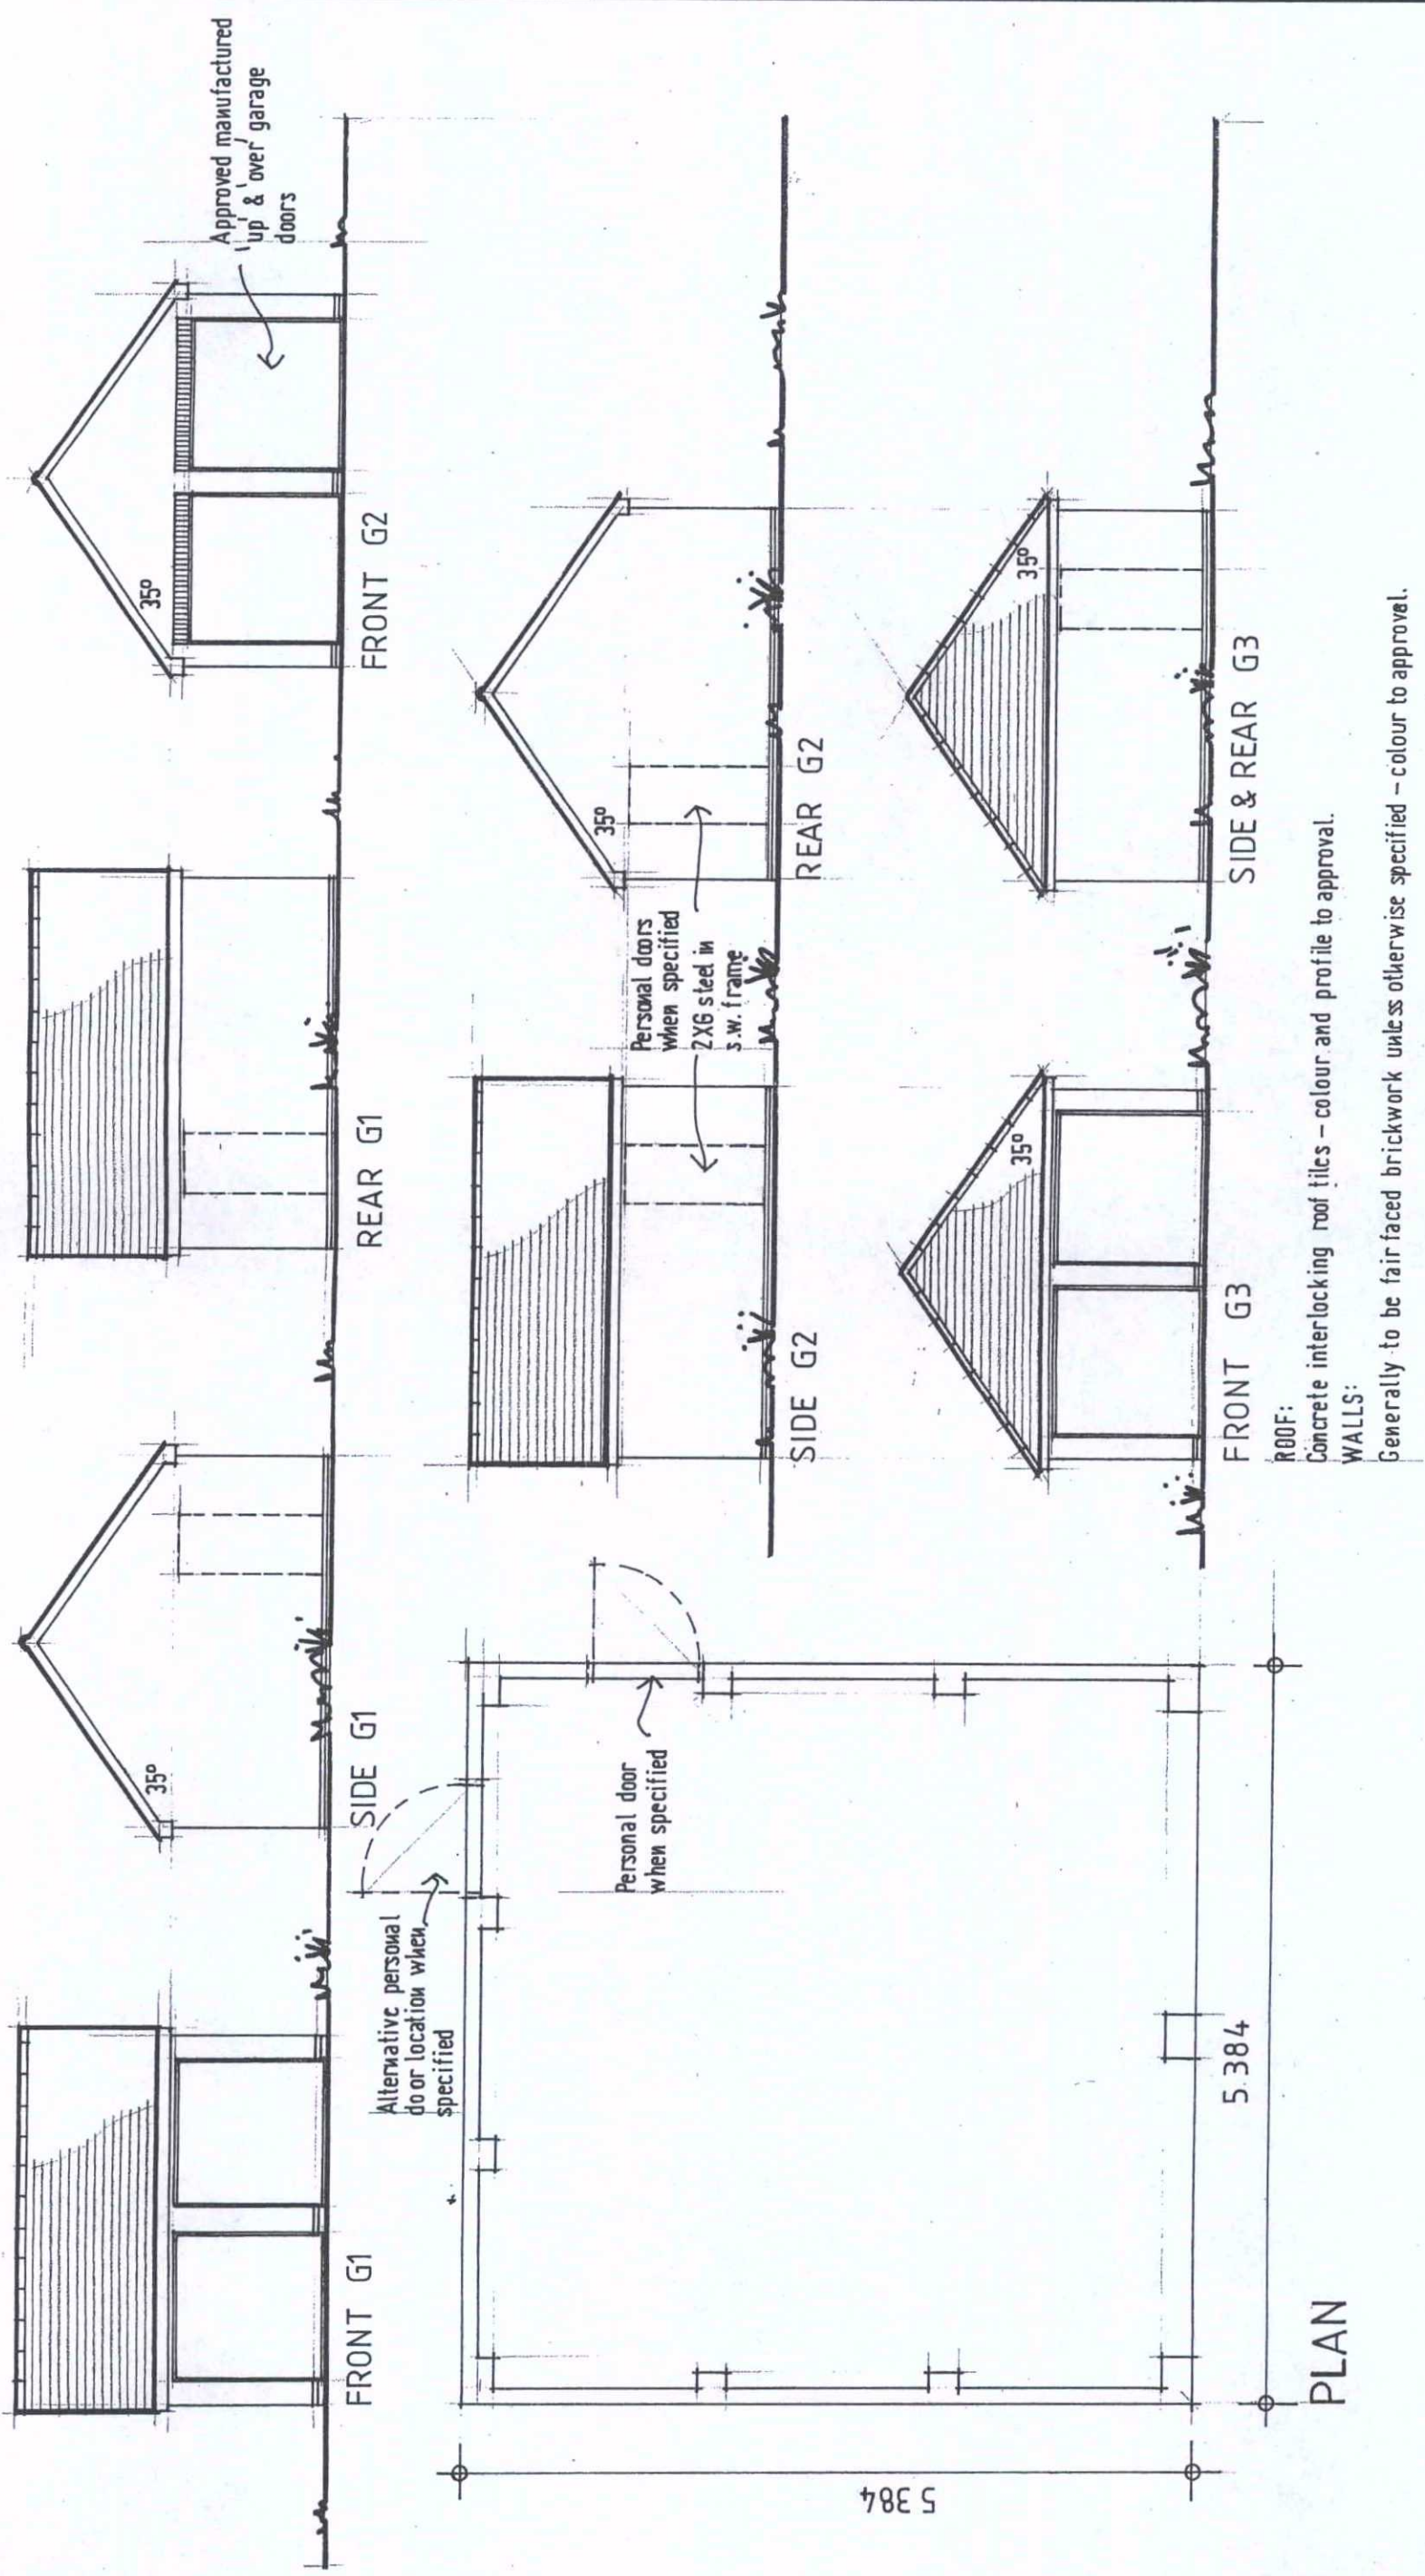 Approved manufactured
'up' & 'over' garage
doors
35°
35°
FRONT G1
SIDE G1
REAR G1
FRONT G2
Alternative personal
door location when
specified
Personal door
when specified
Personal doors
when specified
2XG steel in
s.w. frame
35°
SIDE G2
REAR G2
35°
35°
FRONT G3
SIDE & REAR G3
5 384
5.384
PLAN
ROOF:
Concrete interlocking roof tiles – colour and profile to approval.
WALLS:
Generally to be fair faced brickwork unless otherwise specified – colour to approval.